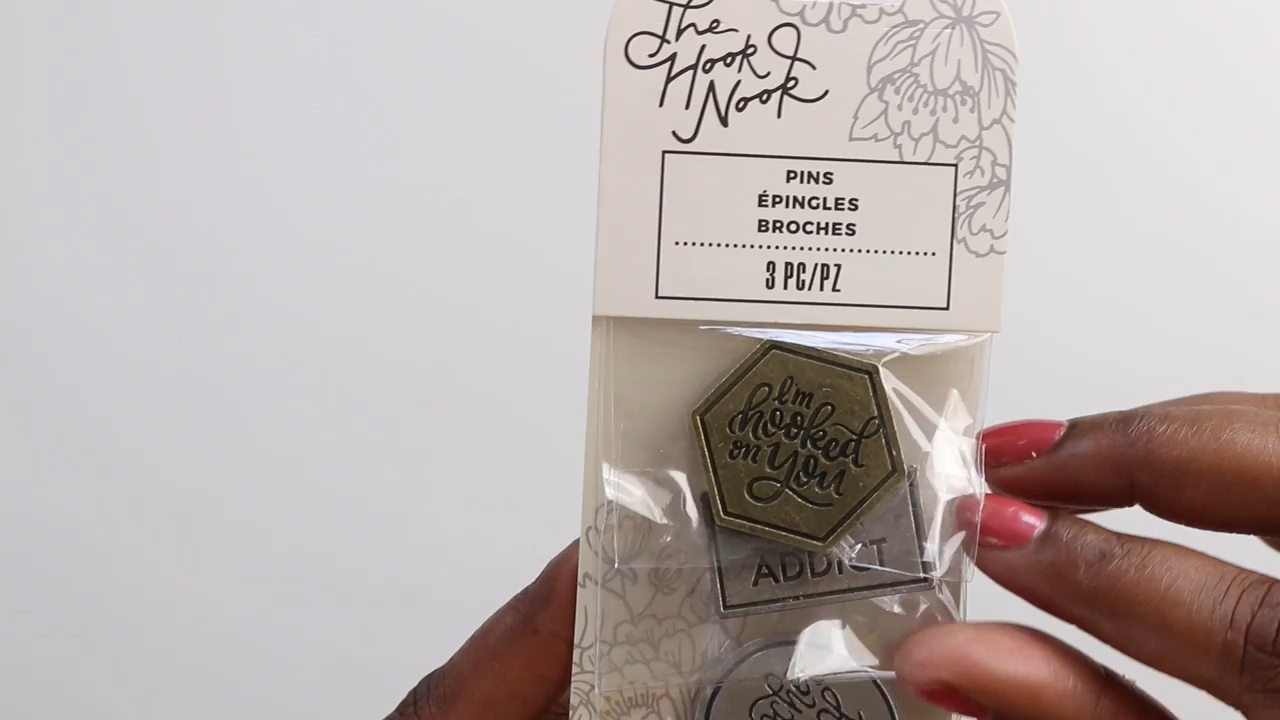 The
Hook
Nook
PINS
ÉPINGLES
BROCHES
3 PC/PZ
I'm
hooked
on you
ADDICT